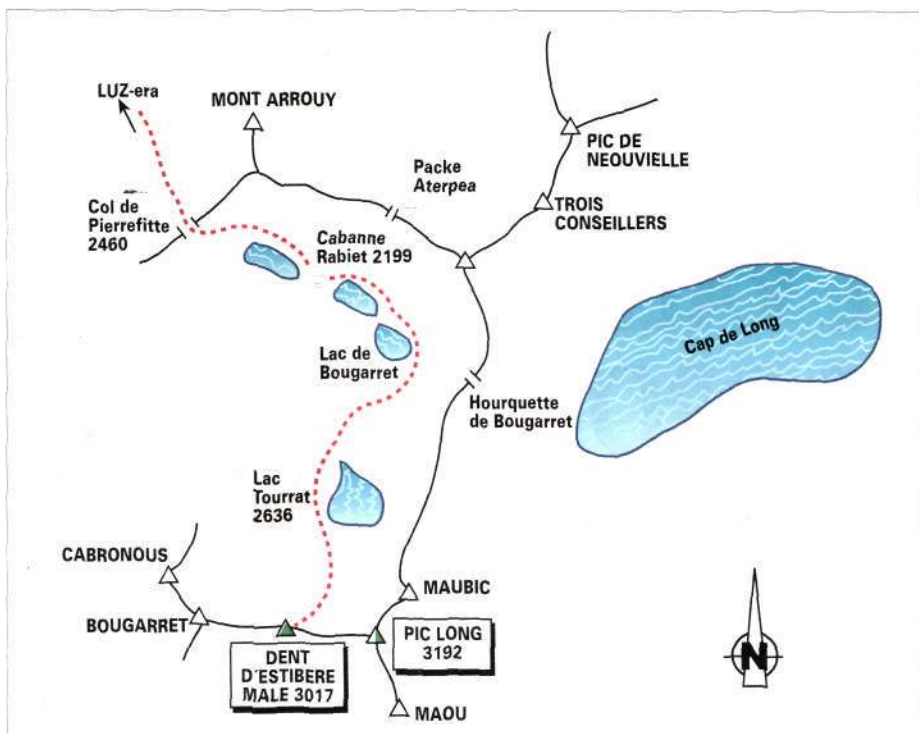 LUZ-era
MONT ARROUY
PIC DE
NEOUVIELLE
Packe
Aterpea
TROIS
CONSEILLERS
Col de
Pierrefitte
2460
Cabanne
Rabiet 2199
Cap de Long
Lac de
Bougarret
Hourquette
de Bougarret
Lac
Tourrat
2636
CABRONOUS
MAUBIC
BOUGARRET
PIC LONG
3192
DENT
D'ESTIBERE
MALE 3017
MAOU
N